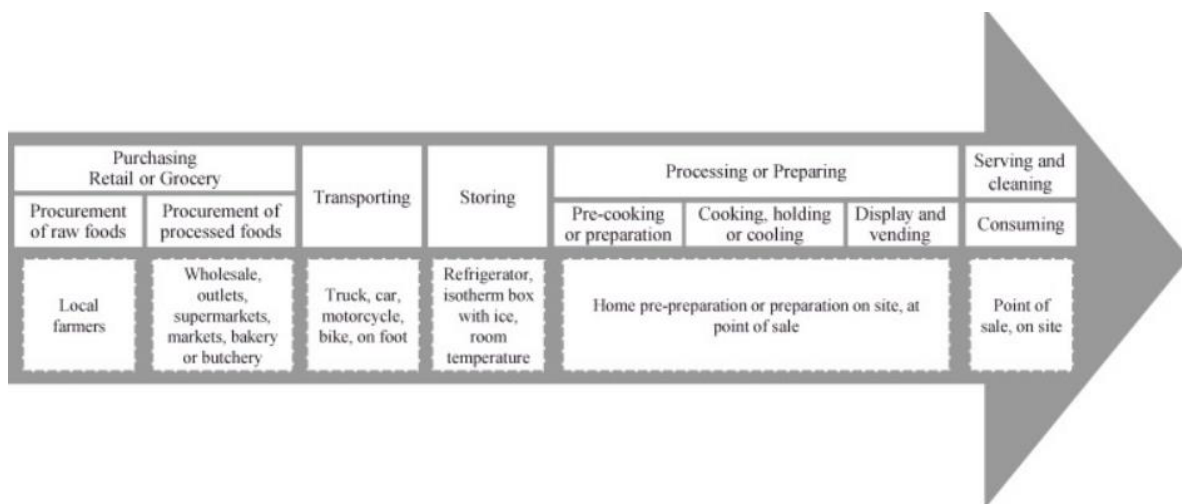 Purchasing
Retail or Grocery
Procurement
of raw foods
Procurement of
processed foods
Transporting
Storing
Processing or Preparing
Pre-cooking
or preparation
Cooking, holding
or cooling
Display and
vending
Serving and
cleaning
Consuming
Local
farmers
Wholesale,
outlets,
supermarkets,
markets, bakery
or butchery
Truck, car,
motorcycle,
bike, on foot
Refrigerator,
isotherm box
with ice,
room
temperature
Home pre-preparation or preparation on site, at
point of sale
Point of
sale, on site